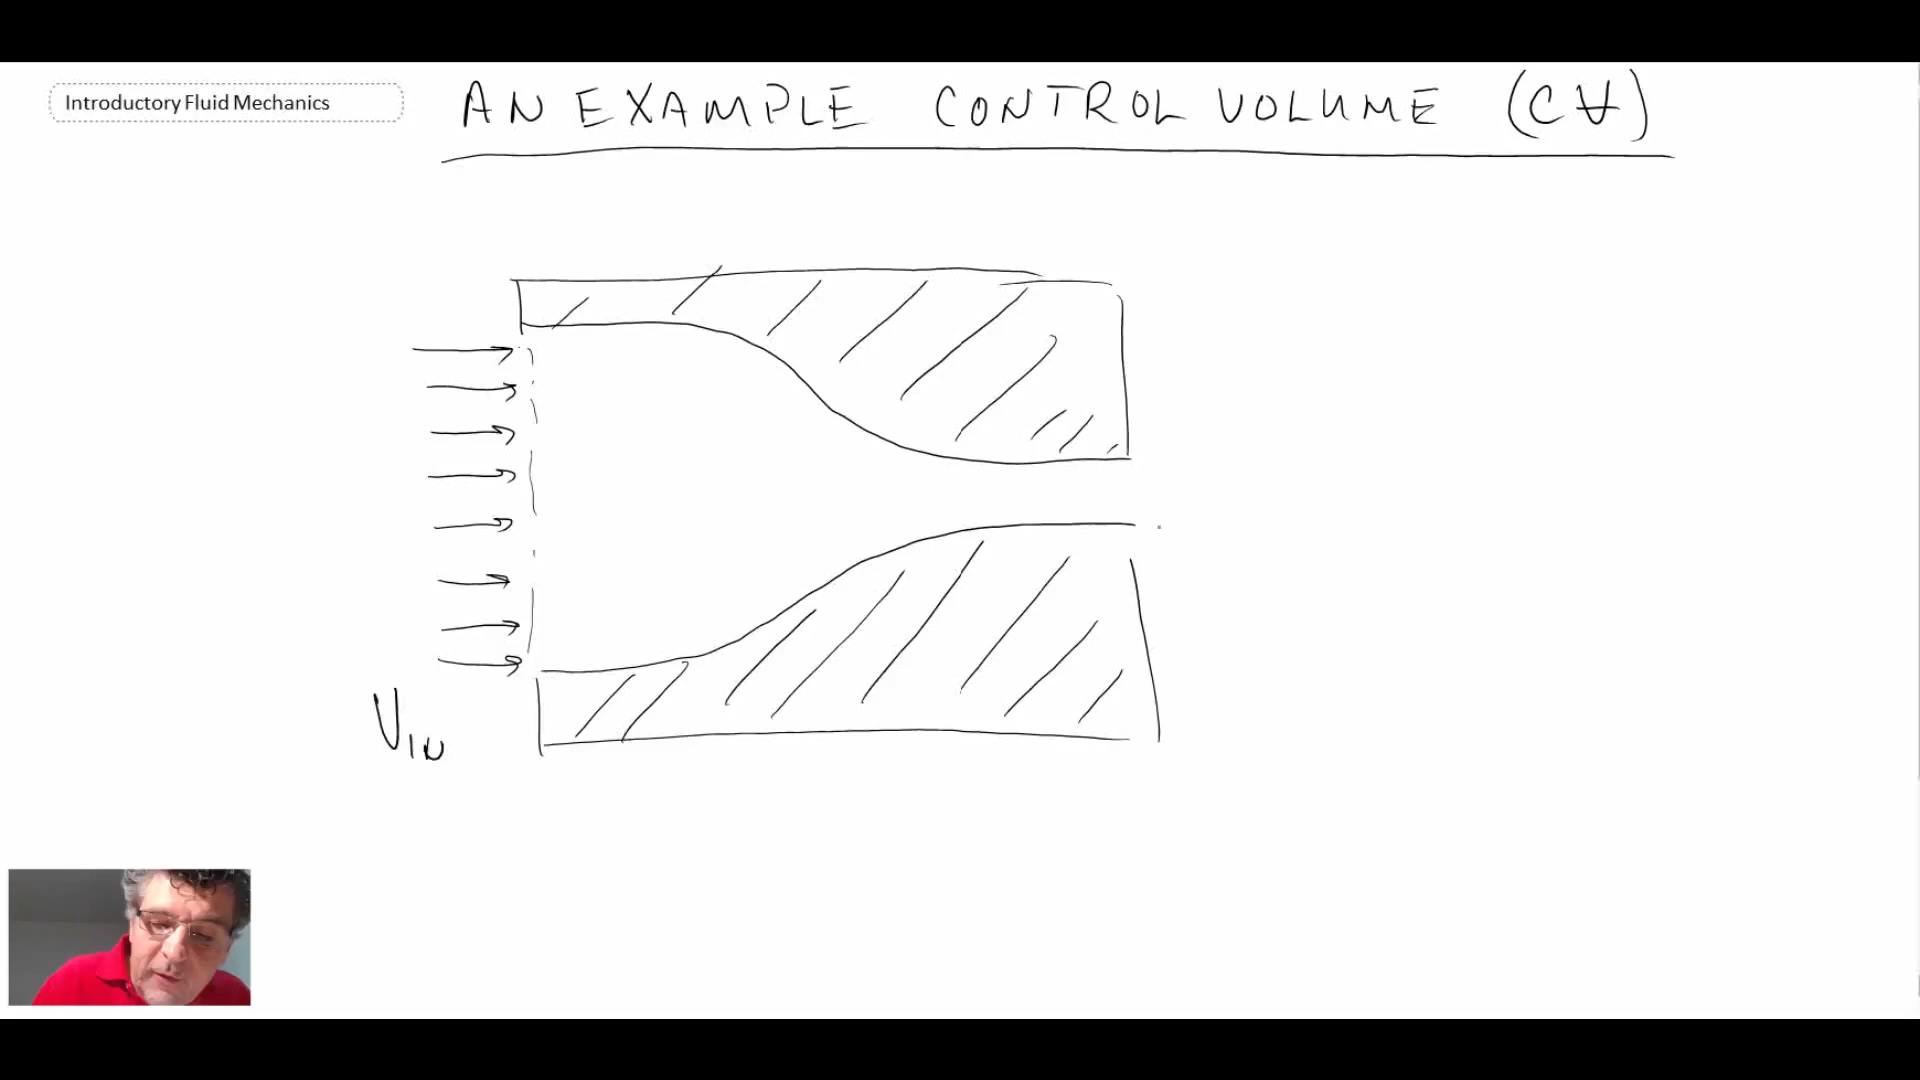 Introductory Fluid Mechanics
AN EXAMPLE CONTROL VOLUME (C∀)
V_IN